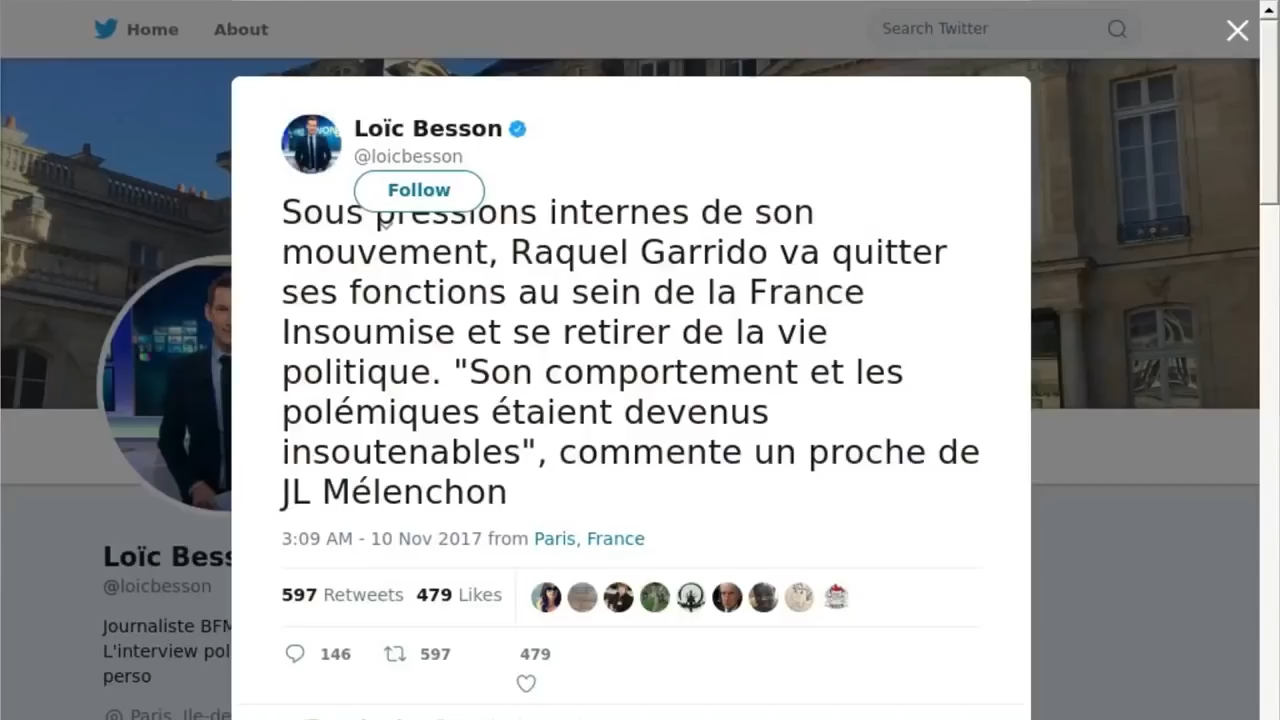 Home
About
Search Twitter
Loïc Besson
@loicbesson
Follow
Sous pressions internes de son
mouvement, Raquel Garrido va quitter
ses fonctions au sein de la France
Insoumise et se retirer de la vie
politique. "Son comportement et les
polémiques étaient devenus
insoutenables", commente un proche de
JL Mélenchon
3:09 AM - 10 Nov 2017 from Paris, France
597 Retweets 479 Likes
146
597
479
Loïc Bess
@loicbesson
Journaliste BFM
L'interview pol
perso
@ Paris, Ile-de